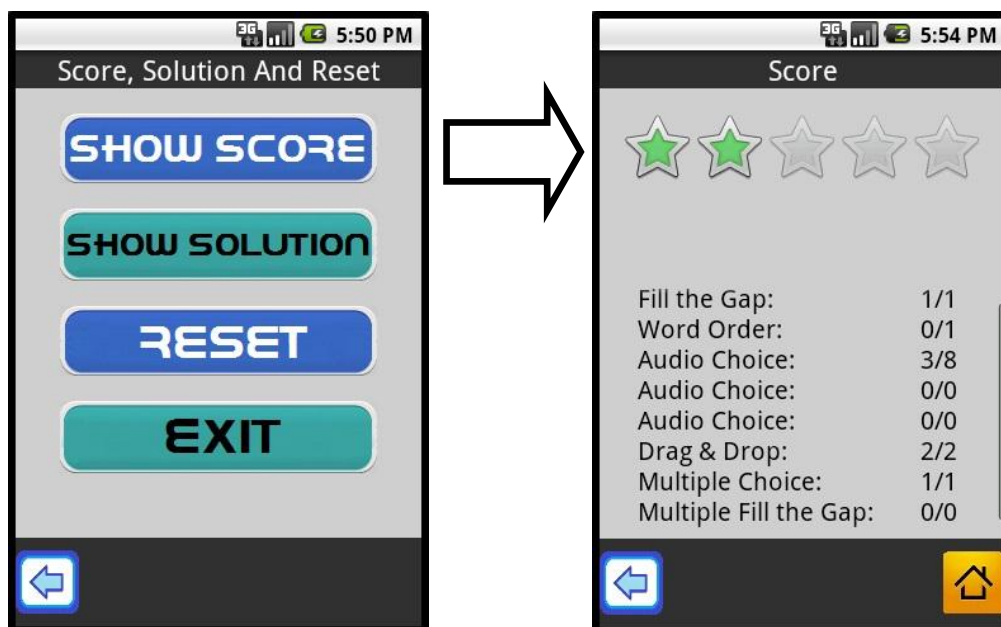 3G 5:50 PM
Score, Solution And Reset
SHOW SCORE
SHOW SOLUTION
RESET
EXIT
3G 5:54 PM
Score
Fill the Gap: 1/1
Word Order: 0/1
Audio Choice: 3/8
Audio Choice: 0/0
Audio Choice: 0/0
Drag & Drop: 2/2
Multiple Choice: 1/1
Multiple Fill the Gap: 0/0